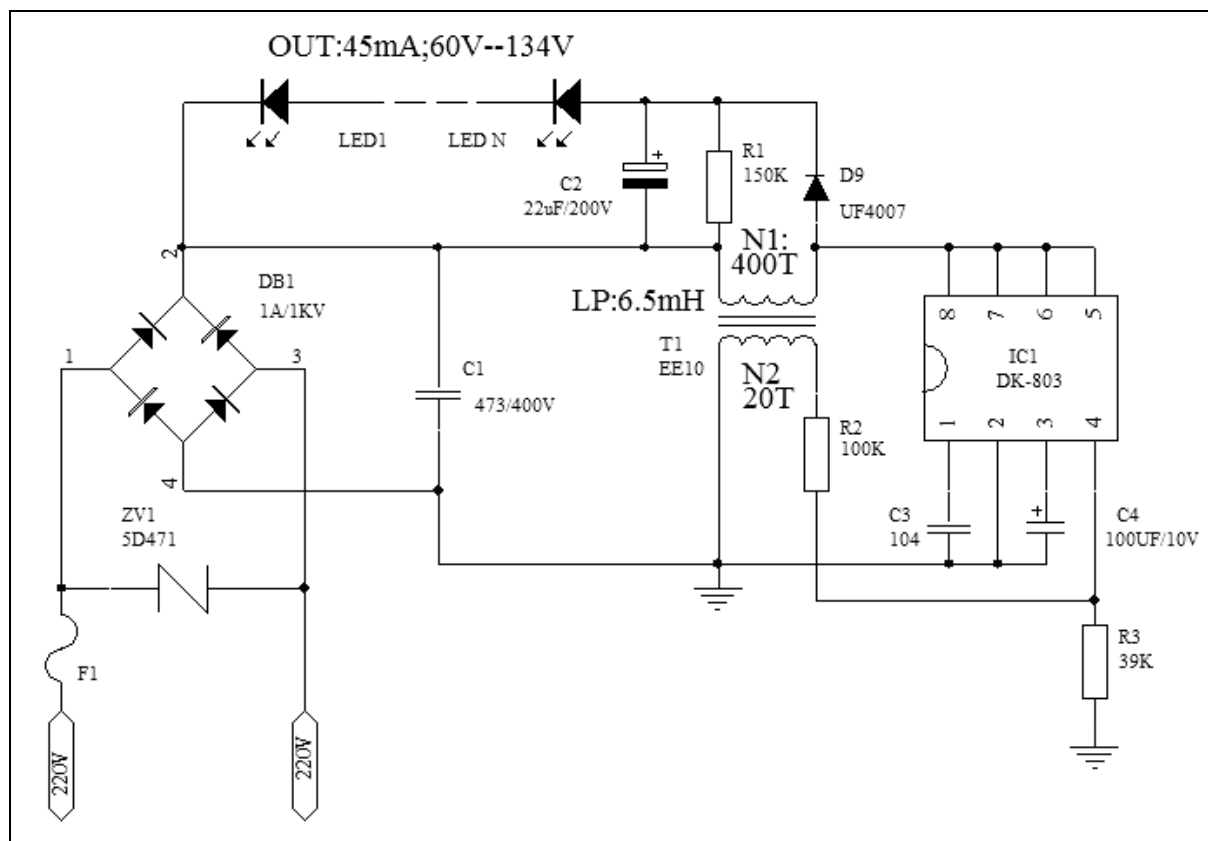 OUT:45mA;60V--134V
LED1
LED N
R1
150K
D9
UF4007
C2
22uF/200V
+
2
N1:
400T
DB1
1A/1KV
LP:6.5mH
8
7
6
5
1
3
T1
EE10
IC1
DK-803
C1
473/400V
N2
20T
1
2
3
4
R2
100K
4
ZV1
5D471
C3
104
+
C4
100UF/10V
F1
R3
39K
220V
220V